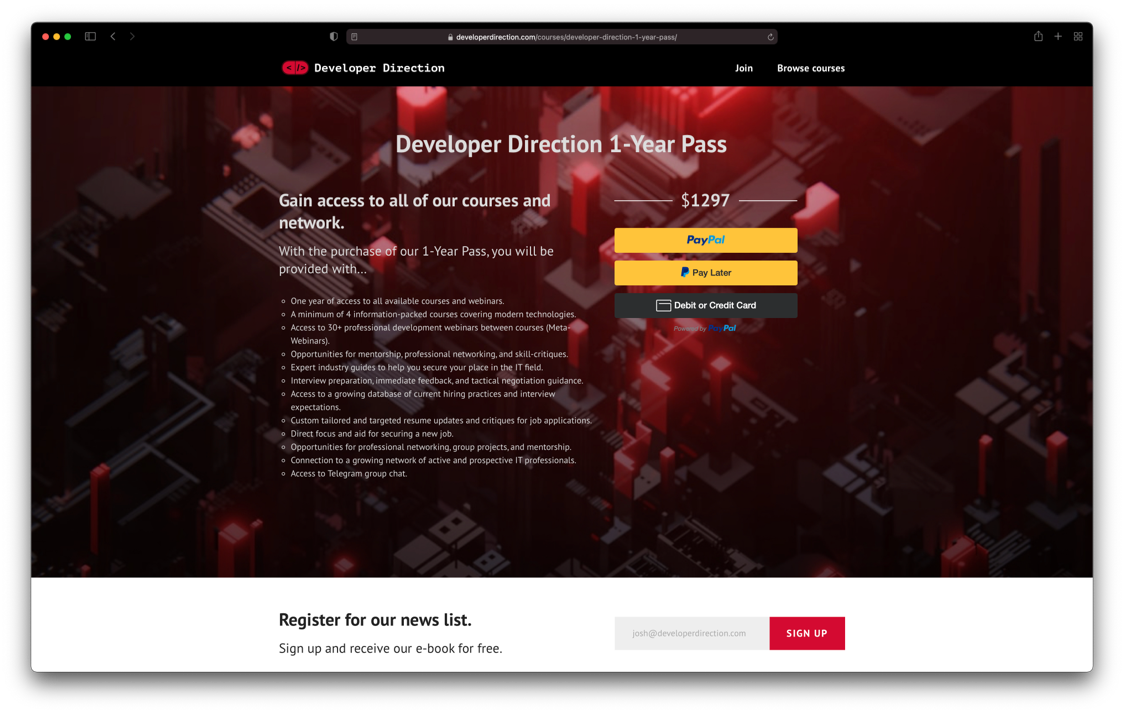 developerdirection.com/courses/developer-direction-1-year-pass/
</> Developer Direction
Join
Browse courses
Developer Direction 1-Year Pass
Gain access to all of our courses and
network.
With the purchase of our 1-Year Pass, you will be
provided with...
One year of access to all available courses and webinars.
A minimum of 4 information-packed courses covering modern technologies.
Access to 30+ professional development webinars between courses (Meta-
Webinars).
Opportunities for mentorship, professional networking, and skill-critiques.
Expert industry guides to help you secure your place in the IT field.
Interview preparation, immediate feedback, and tactical negotiation guidance.
Access to a growing database of current hiring practices and interview
expectations.
Custom tailored and targeted resume updates and critiques for job applications.
Direct focus and aid for securing a new job.
Opportunities for professional networking, group projects, and mentorship.
Connection to a growing network of active and prospective IT professionals.
Access to Telegram group chat.
$1297
PayPal
Pay Later
Debit or Credit Card
Powered by PayPal
Register for our news list.
Sign up and receive our e-book for free.
josh@developerdirection.com
SIGN UP